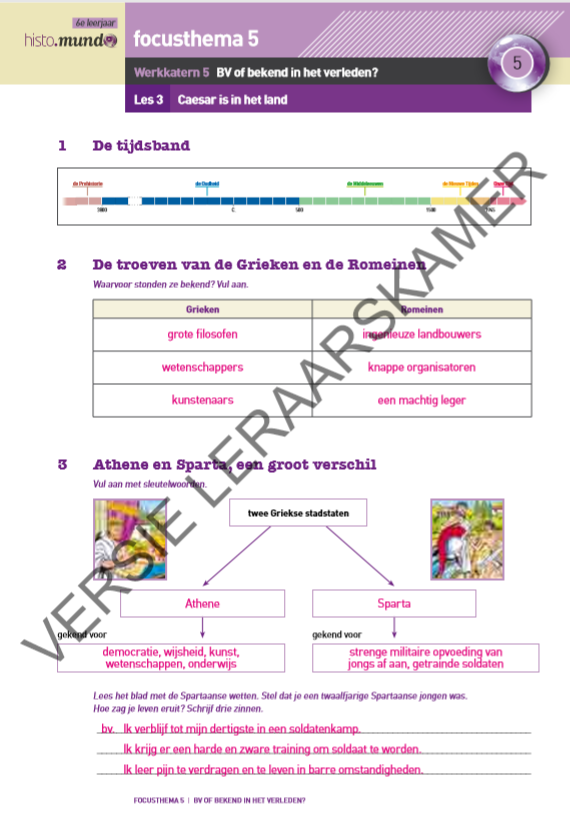 6e leerjaar
histo.mundo
focusthema 5
Werkkatern 5 BV of bekend in het verleden?
5
Les 3 Caesar is in het land
1 De tijdsband
de Prehistorie de Oudheid de Middeleeuwen de Nieuwe Tijden
C 500 1500
2 De troeven van de Grieken en de Romeinen
Waarvoor stonden ze bekend? Vul aan.
Grieken Romeinen
grote filosofen ingenieuze landbouwers
wetenschappers knappe organisatoren
kunstenaars een machtig leger
3 Athene en Sparta, een groot verschil
Vul aan met sleutelwoorden.
twee Griekse stadstaten
Athene Sparta
gekend voor gekend voor
democratie, wijsheid, kunst, strenge militaire opvoeding van
wetenschappen, onderwijs jongs af aan, getrainde soldaten
Lees het blad met de Spartaanse wetten. Stel dat je een twaalfjarige Spartaanse jongen was.
Hoe zag je leven eruit? Schrijf drie zinnen.
bv. Ik verblijf tot mijn dertigste in een soldatenkamp.
Ik krijg er een harde en zware training om soldaat te worden.
Ik leer pijn te verdragen en te leven in barre omstandigheden.
FOCUSTHEMA 5 | BV OF BEKEND IN HET VERLEDEN?
VERSIE LERAARSKAMER